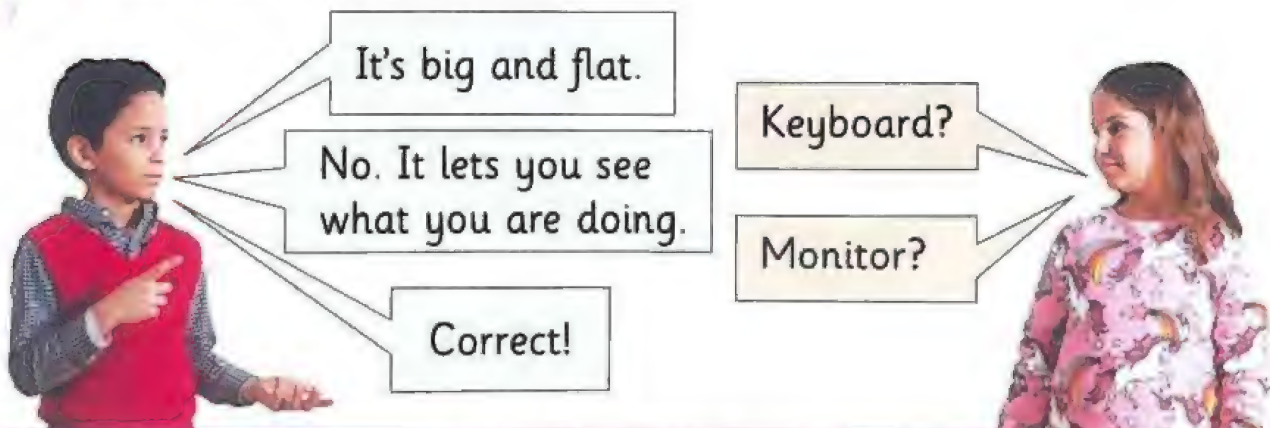 It's big and flat.
Keyboard?
No. It lets you see
what you are doing.
Monitor?
Correct!